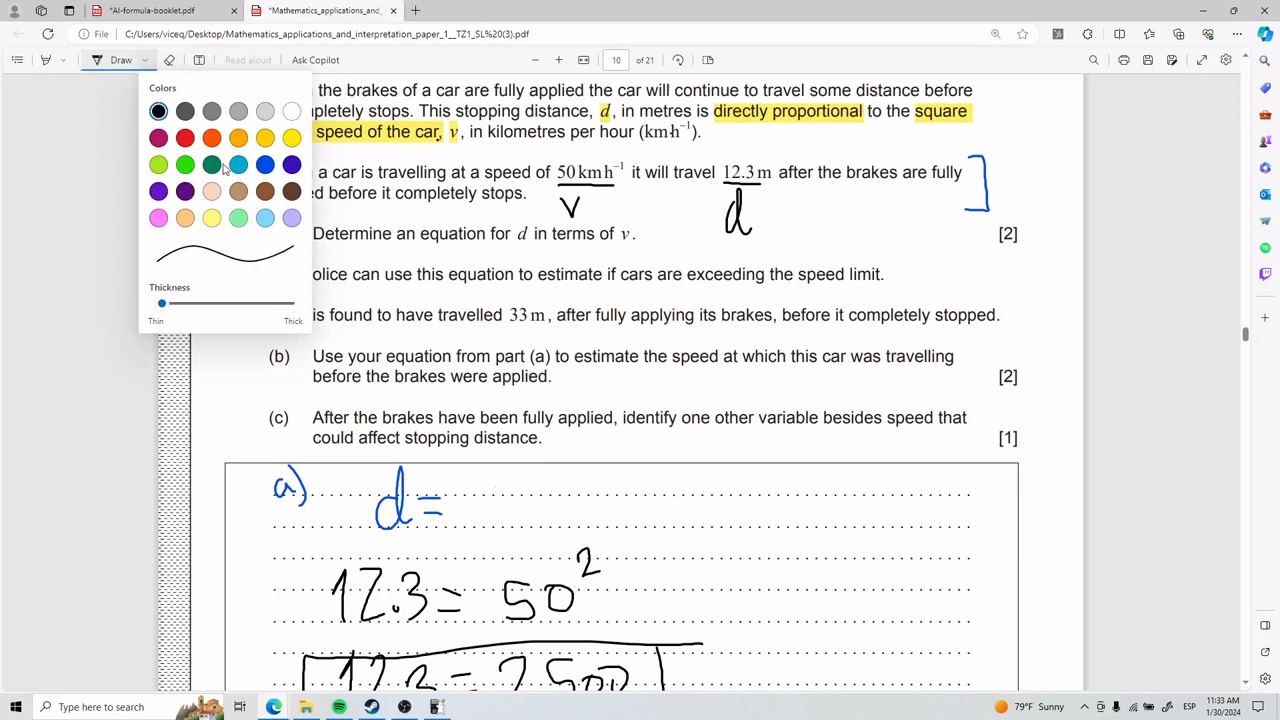 *AI-formula-booklet.pdf
*Mathematics_applications_and_
File
C:/Users/viceq/Desktop/Mathematics_applications_and_interpretation_paper_1__TZ1_SL%20(3).pdf
Draw
Read aloud
Ask Copilot
10 of 21
Colors
Thickness
Thin Thick
the brakes of a car are fully applied the car will continue to travel some distance before
pletely stops. This stopping distance, d, in metres is directly proportional to the square
speed of the car, v, in kilometres per hour (km h⁻¹).
a car is travelling at a speed of 50 km h⁻¹ it will travel 12.3 m after the brakes are fully
ed before it completely stops.
v d
Determine an equation for d in terms of v. [2]
olice can use this equation to estimate if cars are exceeding the speed limit.
is found to have travelled 33 m, after fully applying its brakes, before it completely stopped.
(b) Use your equation from part (a) to estimate the speed at which this car was travelling
before the brakes were applied. [2]
(c) After the brakes have been fully applied, identify one other variable besides speed that
could affect stopping distance. [1]
a) d=
12.3 = 50²
12.3 = 2500
Type here to search
79°F Sunny
ESP
11:33 AM
1/30/2024